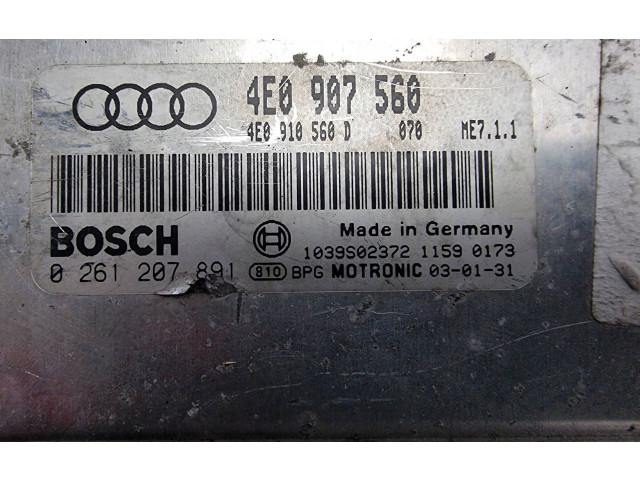 4E0 907 560
4E0 910 560 D 070 ME7.1.1
BOSCH Made in Germany
1039S02372 1159 0173
0 261 207 891 810 BPG MOTRONIC 03-01-31